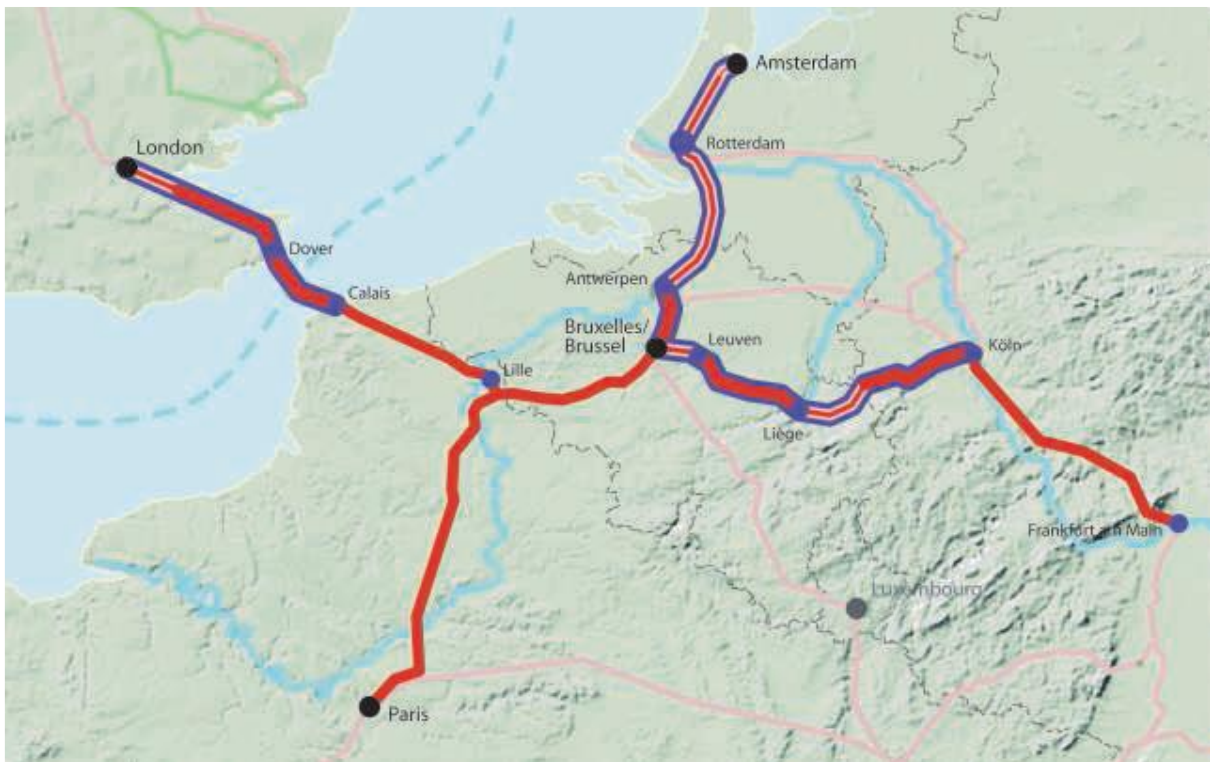 Amsterdam
London
Rotterdam
Dover
Antwerpen
Calais
Bruxelles/
Brussel
Leuven
Köln
Lille
Liège
Frankfort am Main
Luxembourg
Paris